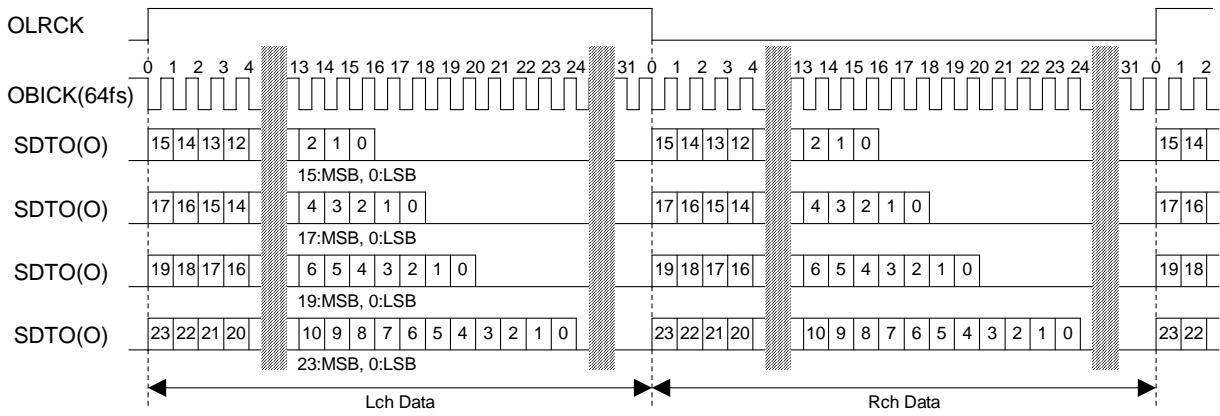 OLRCK
0 1 2 3 4 13 14 15 16 17 18 19 20 21 22 23 24 31 0 1 2 3 4 13 14 15 16 17 18 19 20 21 22 23 24 31 0 1 2
OBICK(64fs)
SDTO(O) 15 14 13 12 2 1 0 15 14 13 12 2 1 0 15 14
15:MSB, 0:LSB
SDTO(O) 17 16 15 14 4 3 2 1 0 17 16 15 14 4 3 2 1 0 17 16
17:MSB, 0:LSB
SDTO(O) 19 18 17 16 6 5 4 3 2 1 0 19 18 17 16 6 5 4 3 2 1 0 19 18
19:MSB, 0:LSB
SDTO(O) 23 22 21 20 10 9 8 7 6 5 4 3 2 1 0 23 22 21 20 10 9 8 7 6 5 4 3 2 1 0 23 22
23:MSB, 0:LSB
Lch Data Rch Data